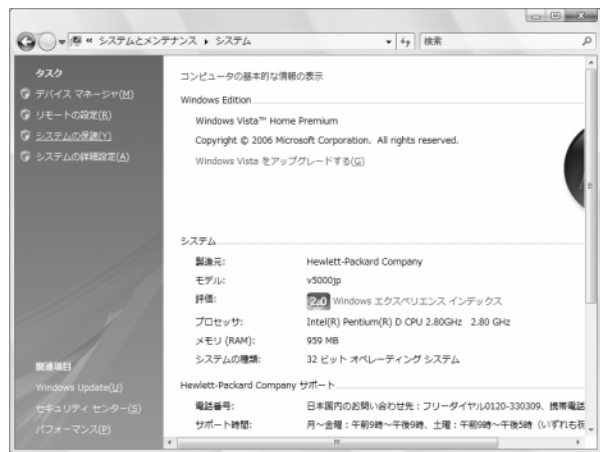 « システムとメンテナンス ▸ システム
検索
タスク
デバイス マネージャ(M)
リモートの設定(R)
システムの保護(Y)
システムの詳細設定(A)
関連項目
Windows Update(U)
セキュリティ センター(S)
パフォーマンス(P)
コンピュータの基本的な情報の表示
Windows Edition
Windows Vista™ Home Premium
Copyright © 2006 Microsoft Corporation. All rights reserved.
Windows Vista をアップグレードする(G)
システム
製造元: Hewlett-Packard Company
モデル: v5000jp
評価: 2.0 Windows エクスペリエンス インデックス
プロセッサ: Intel(R) Pentium(R) D CPU 2.80GHz 2.80 GHz
メモリ (RAM): 959 MB
システムの種類: 32 ビット オペレーティング システム
Hewlett-Packard Company サポート
電話番号: 日本国内のお問い合わせ先：フリーダイヤル0120-330309、携帯電話
サポート時間: 月～金曜：午前9時～午後9時、土曜：午前9時～午後5時（いずれも祝